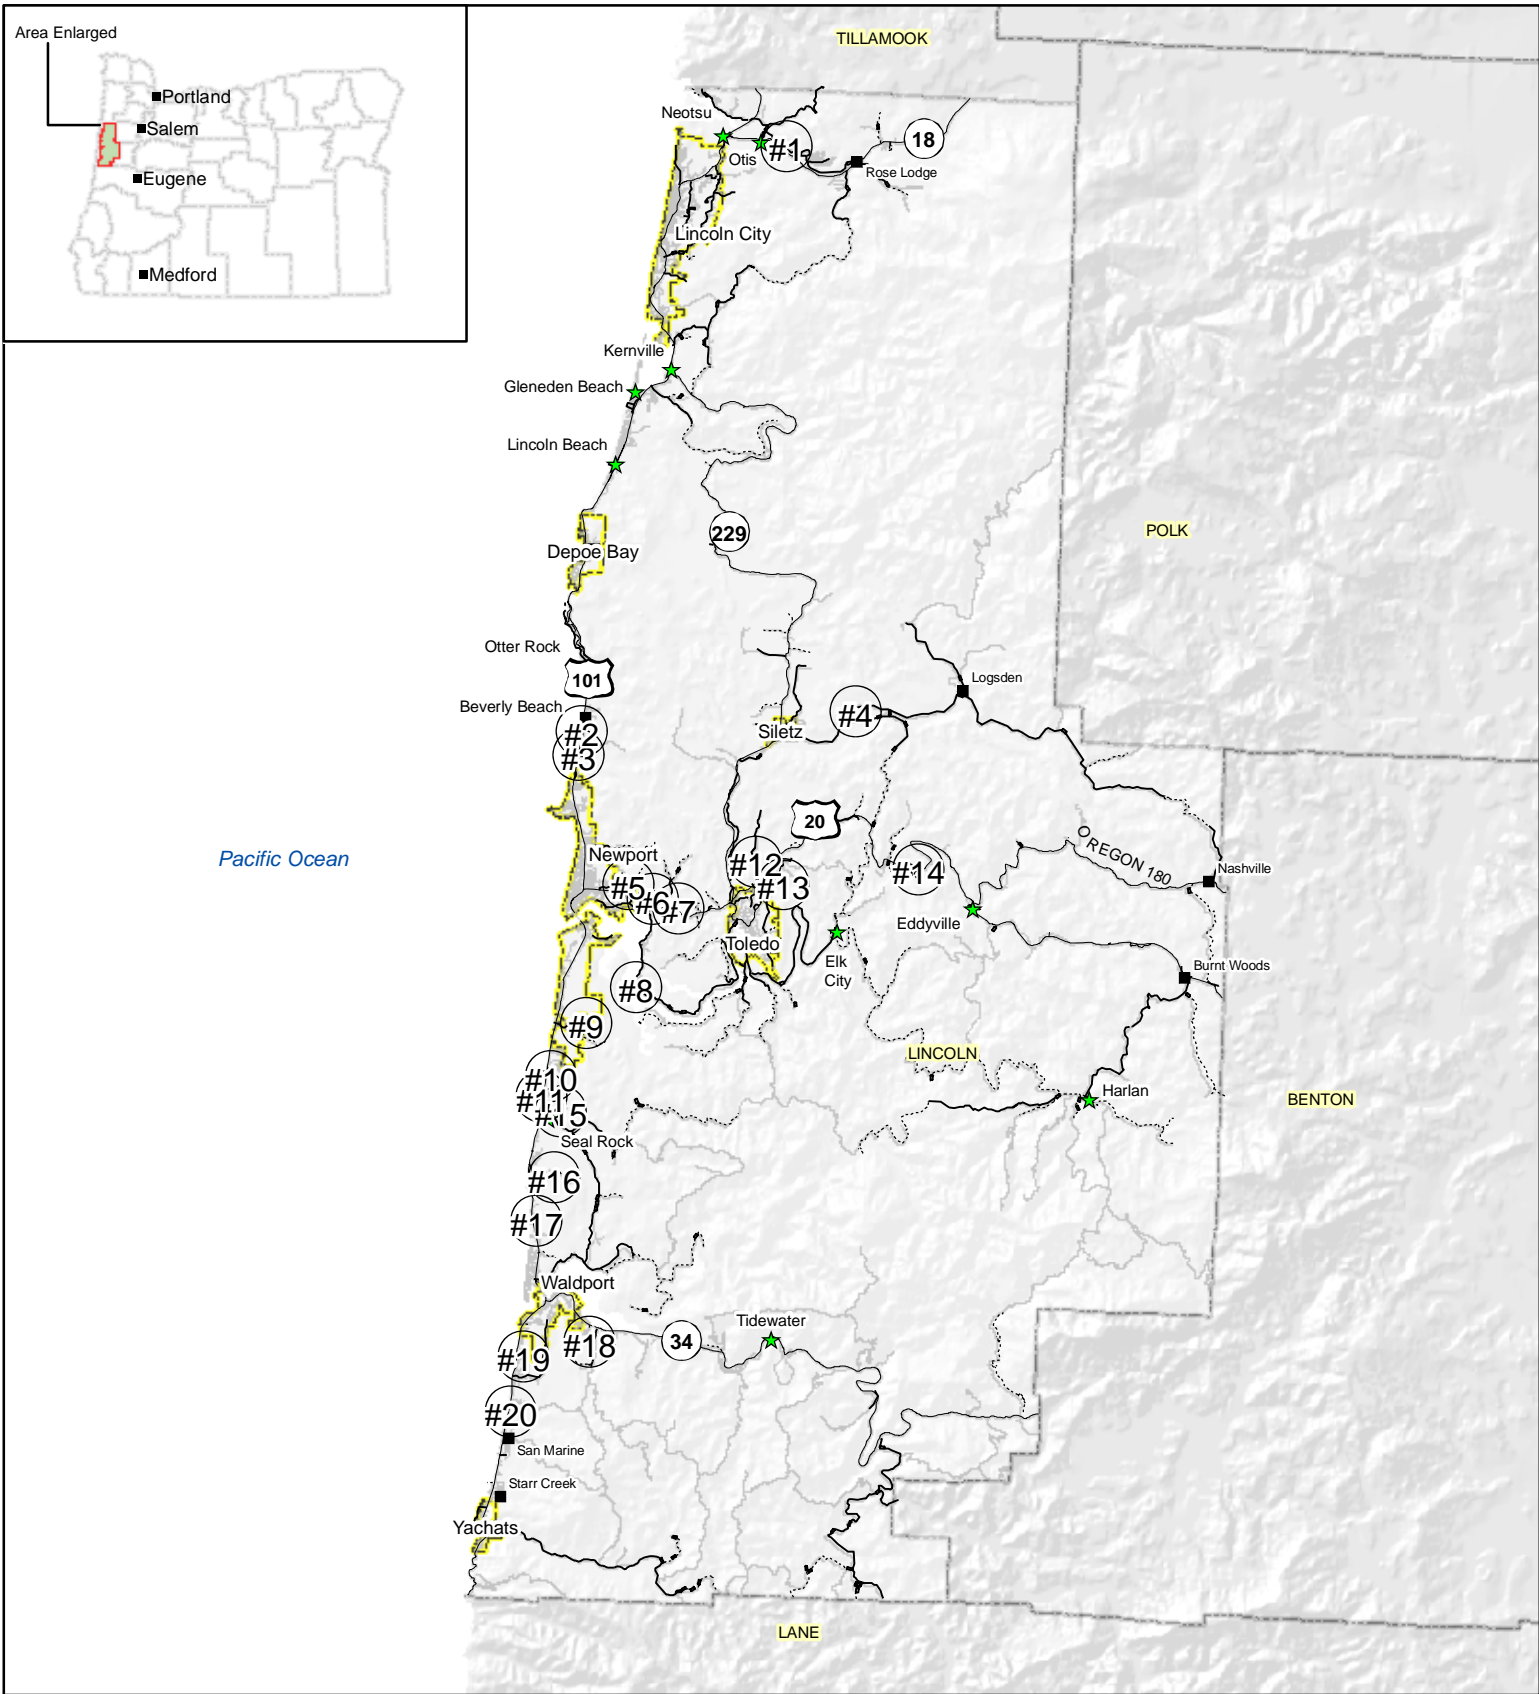 Area Enlarged
Portland
Salem
Eugene
Medford
TILLAMOOK
Neotsu
Otis
#1
18
Rose Lodge
Lincoln City
Kernville
Gleneden Beach
Lincoln Beach
229
POLK
Depoe Bay
Otter Rock
101
Logsden
Beverly Beach
#2
#3
#4
Siletz
20
OREGON 180
Pacific Ocean
Newport
#12
#14
Nashville
#5
#6
#7
#13
Eddyville
Toledo
Elk
City
Burnt Woods
#8
#9
LINCOLN
#10
#11
#15
Harlan
BENTON
Seal Rock
#16
#17
Waldport
Tidewater
34
#18
#19
#20
San Marine
Starr Creek
Yachats
LANE